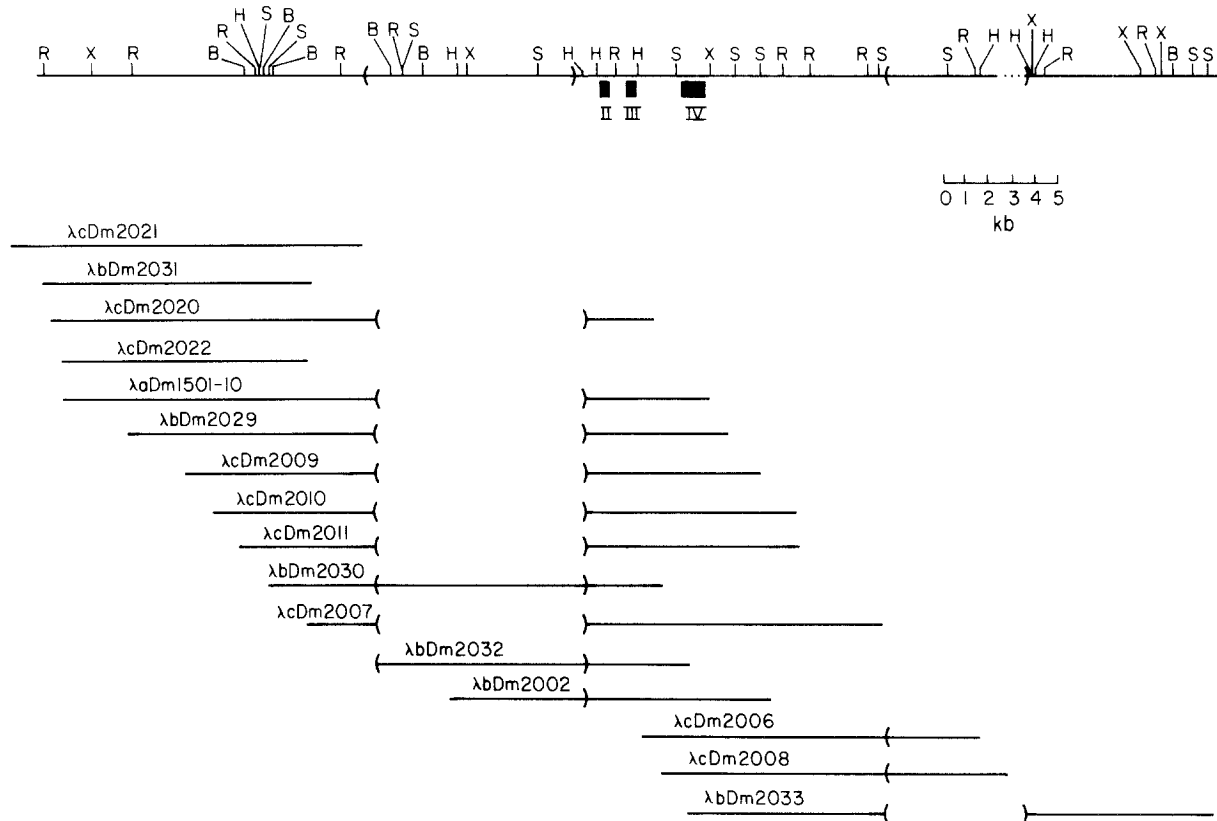 H S B X
R S B R S R H H H X R X
R X R B B R B H X S H H R H S X S S R R R S S R B S S
II III IV
0 1 2 3 4 5
kb
λcDm2021
λbDm2031
λcDm2020
λcDm2022
λaDm1501-10
λbDm2029
λcDm2009
λcDm2010
λcDm2011
λbDm2030
λcDm2007
λbDm2032
λbDm2002
λcDm2006
λcDm2008
λbDm2033